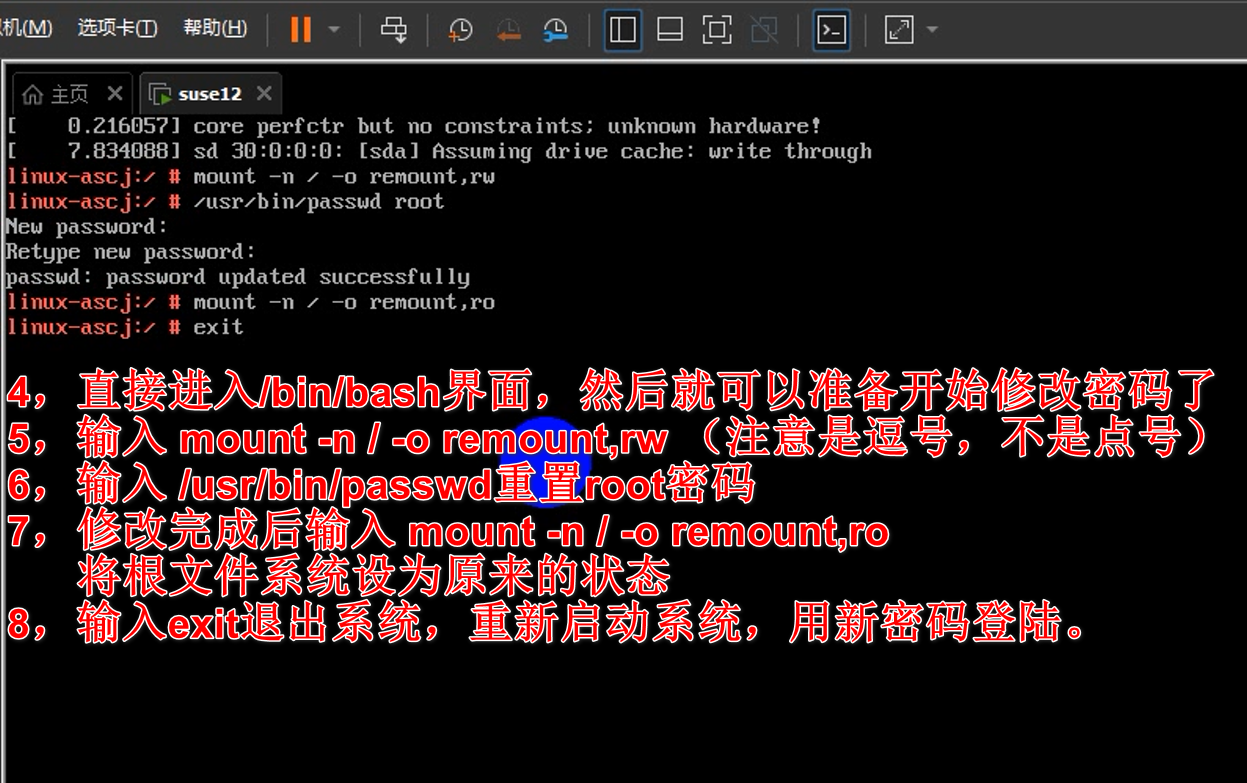 机(M) 选项卡(T) 帮助(H)
主页 suse12
[    0.216057] core perfctr but no constraints; unknown hardware!
[    7.834088] sd 30:0:0:0: [sda] Assuming drive cache: write through
linux-ascj:/ # mount -n / -o remount,rw
linux-ascj:/ # /usr/bin/passwd root
New password:
Retype new password:
passwd: password updated successfully
linux-ascj:/ # mount -n / -o remount,ro
linux-ascj:/ # exit
4，直接进入/bin/bash界面，然后就可以准备开始修改密码了
5，输入 mount -n / -o remount,rw （注意是逗号，不是点号）
6，输入 /usr/bin/passwd重置root密码
7，修改完成后输入 mount -n / -o remount,ro
将根文件系统设为原来的状态
8，输入exit退出系统，重新启动系统，用新密码登陆。